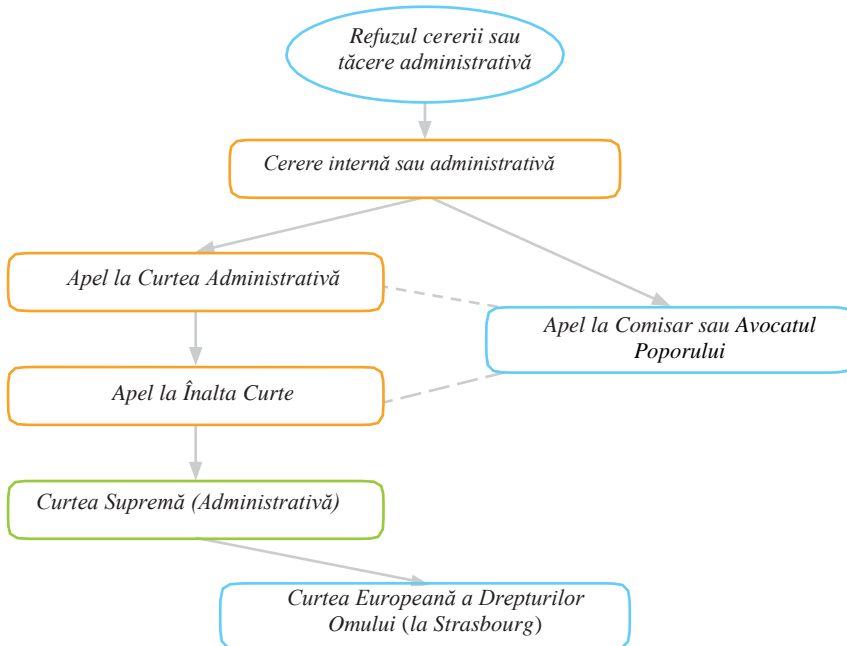 Refuzul cererii sau
tăcere administrativă
Cerere internă sau administrativă
Apel la Curtea Administrativă
Apel la Comisar sau Avocatul
Poporului
Apel la Înalta Curte
Curtea Supremă (Administrativă)
Curtea Europeană a Drepturilor
Omului (la Strasbourg)